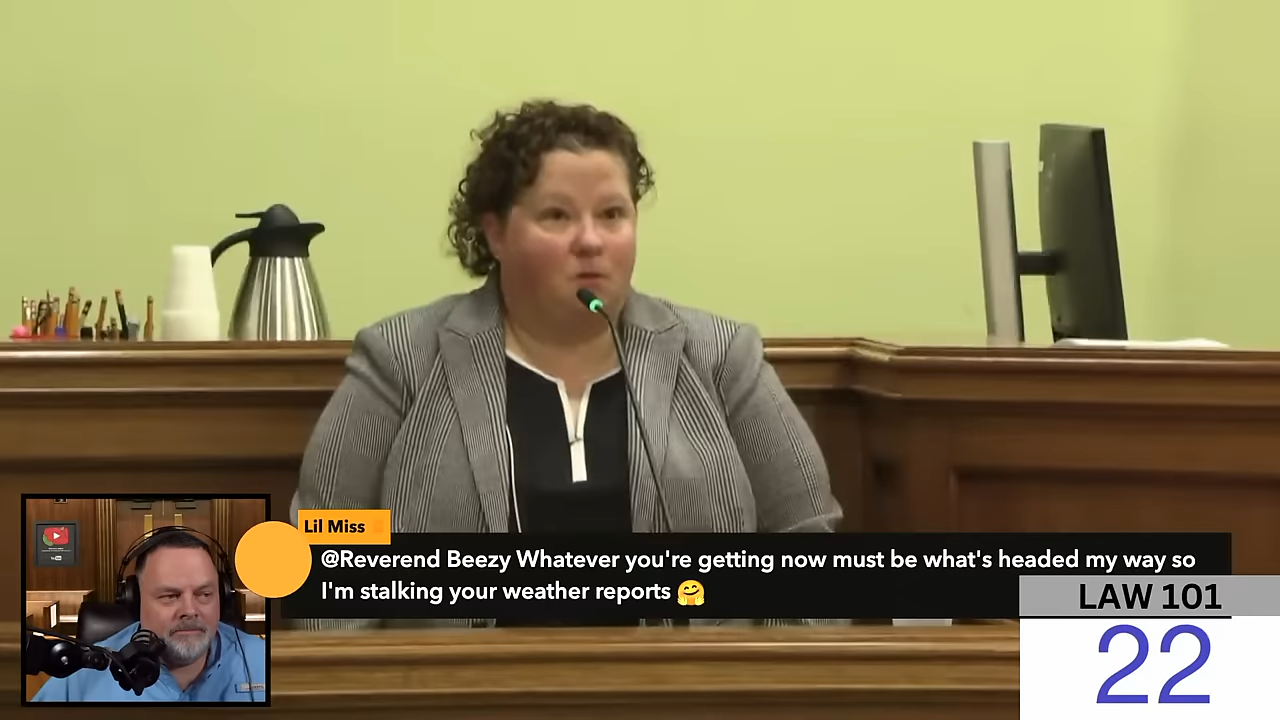 Lil Miss
@Reverend Beezy Whatever you're getting now must be what's headed my way so
I'm stalking your weather reports 🤗
LAW 101
22